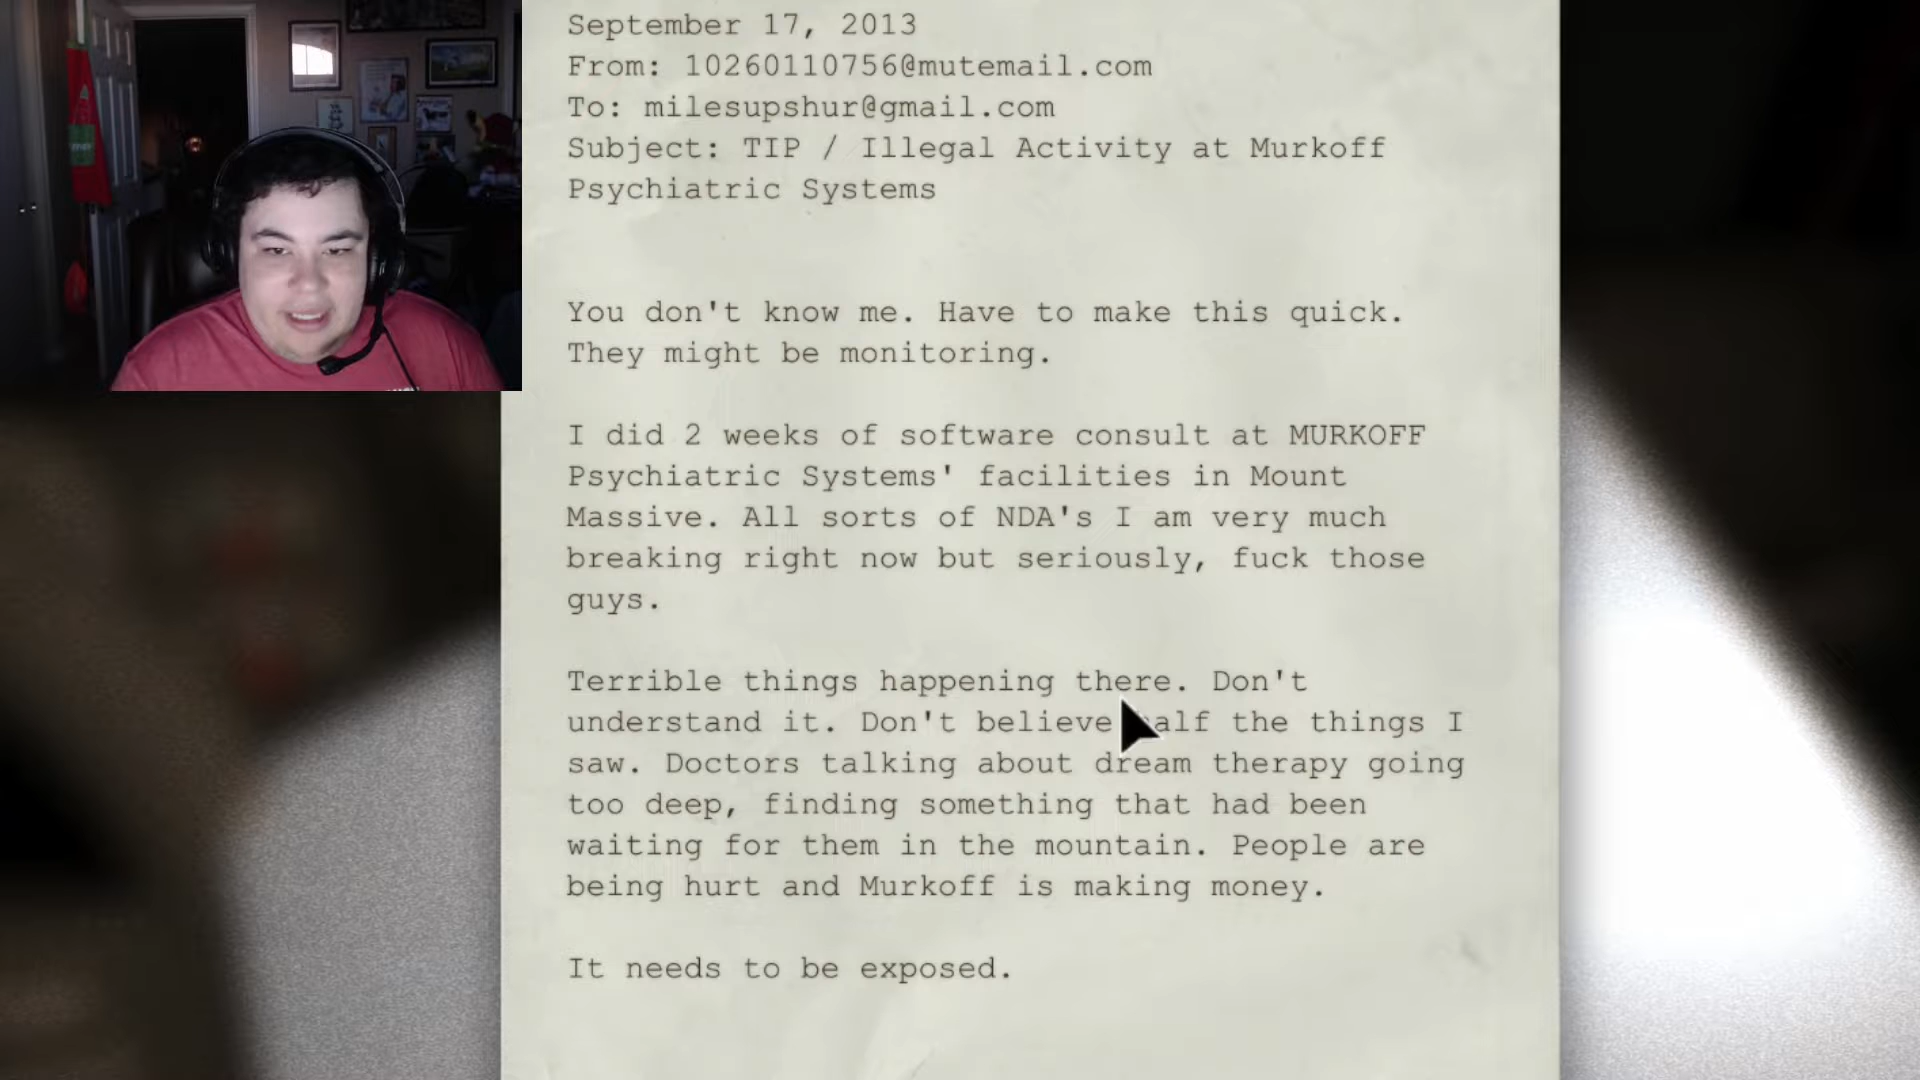 September 17, 2013
From: 10260110756@mutemail.com
To: milesupshur@gmail.com
Subject: TIP / Illegal Activity at Murkoff
Psychiatric Systems
You don't know me. Have to make this quick.
They might be monitoring.
I did 2 weeks of software consult at MURKOFF
Psychiatric Systems' facilities in Mount
Massive. All sorts of NDA's I am very much
breaking right now but seriously, fuck those
guys.
Terrible things happening there. Don't
understand it. Don't believe half the things I
saw. Doctors talking about dream therapy going
too deep, finding something that had been
waiting for them in the mountain. People are
being hurt and Murkoff is making money.
It needs to be exposed.